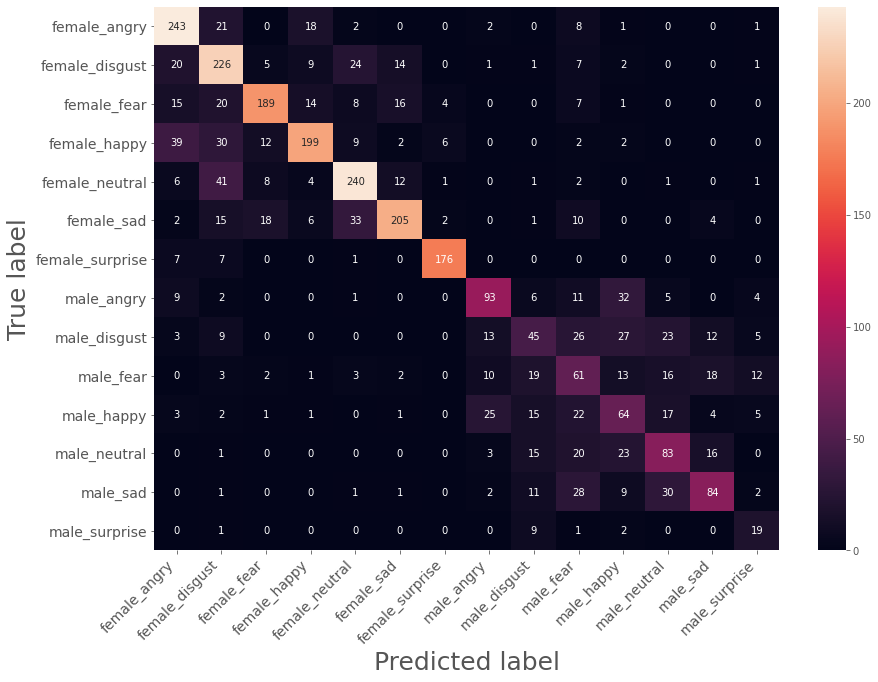 female_angry 243 21 0 18 2 0 0 2 0 8 1 0 0 1
female_disgust 20 226 5 9 24 14 0 1 1 7 2 0 0 1
female_fear 15 20 189 14 8 16 4 0 0 7 1 0 0 0
female_happy 39 30 12 199 9 2 6 0 0 2 2 0 0 0
female_neutral 6 41 8 4 240 12 1 0 1 2 0 1 0 1
female_sad 2 15 18 6 33 205 2 0 1 10 0 0 4 0
female_surprise 7 7 0 0 1 0 176 0 0 0 0 0 0 0
male_angry 9 2 0 0 1 0 0 93 6 11 32 5 0 4
male_disgust 3 9 0 0 0 0 0 13 45 26 27 23 12 5
male_fear 0 3 2 1 3 2 0 10 19 61 13 16 18 12
male_happy 3 2 1 1 0 1 0 25 15 22 64 17 4 5
male_neutral 0 1 0 0 0 0 0 3 15 20 23 83 16 0
male_sad 0 1 0 0 1 1 0 2 11 28 9 30 84 2
male_surprise 0 1 0 0 0 0 0 0 9 1 2 0 0 19
True label
female_angry
female_disgust
female_fear
female_happy
female_neutral
female_sad
female_surprise
male_angry
male_disgust
male_fear
male_happy
male_neutral
male_sad
male_surprise
Predicted label
200
150
100
50
0